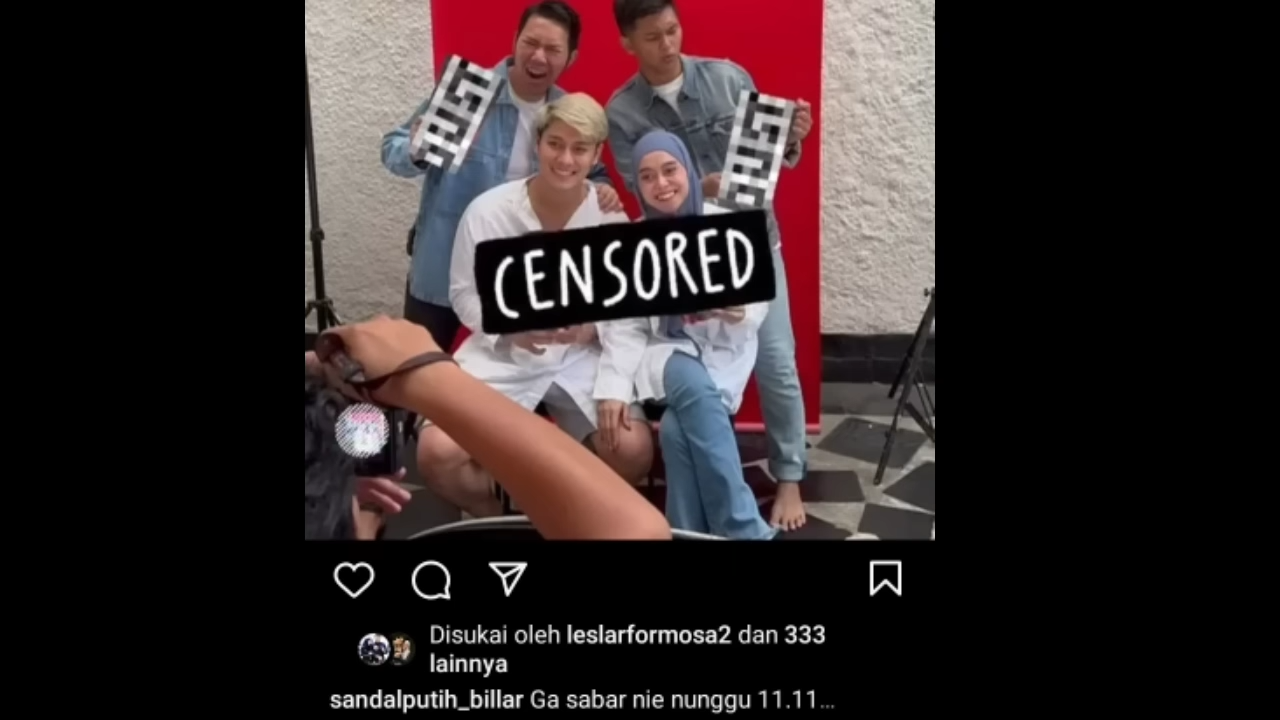 CENSORED
Disukai oleh leslarformosa2 dan 333
lainnya
sandalputih_billar Ga sabar nie nunggu 11.11...